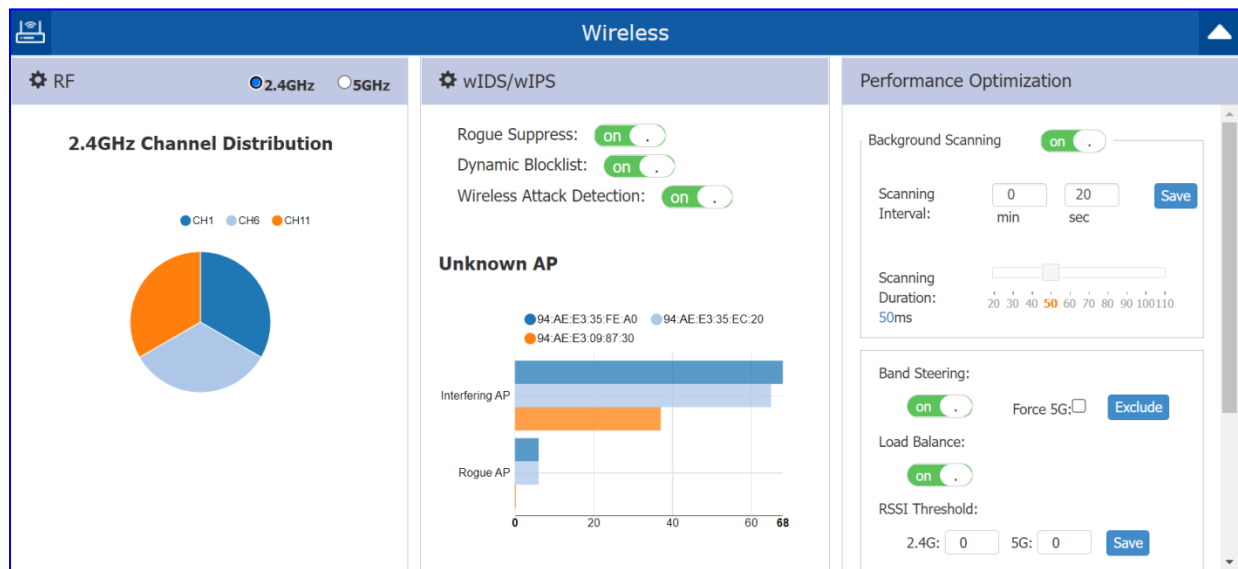 Wireless
RF
2.4GHz 5GHz
2.4GHz Channel Distribution
CH1 CH6 CH11
wIDS/wIPS
Rogue Suppress: on .
Dynamic Blocklist: on .
Wireless Attack Detection: on .
Unknown AP
94:AE:E3:35:FE:A0 94:AE:E3:35:EC:20
94:AE:E3:09:87:30
Interfering AP
Rogue AP
0 20 40 60 68
Performance Optimization
Background Scanning on .
Scanning
Interval:
0 20 Save
min sec
Scanning
Duration:
50ms
20 30 40 50 60 70 80 90 100 110
Band Steering:
on . Force 5G: Exclude
Load Balance:
on .
RSSI Threshold:
2.4G: 0 5G: 0 Save